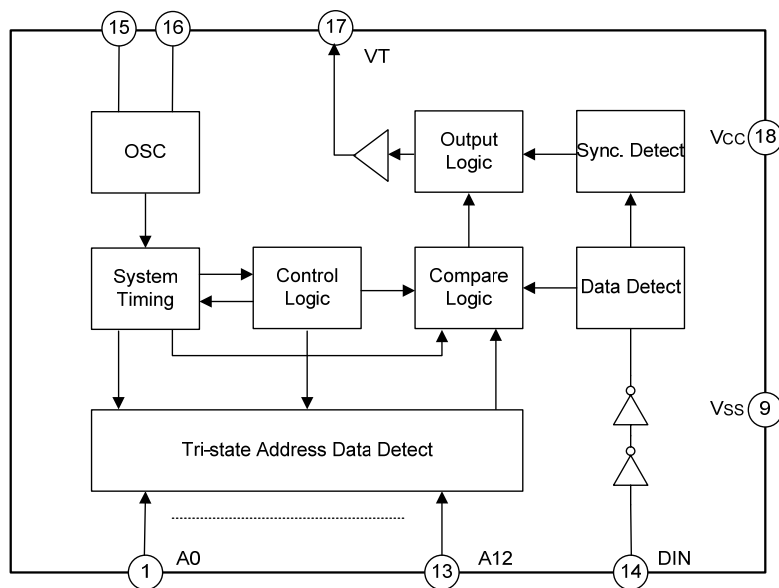 15
16
17
VT
OSC
Output
Logic
Sync. Detect
VCC
18
System
Timing
Control
Logic
Compare
Logic
Data Detect
VSS
9
Tri-state Address Data Detect
1
A0
13
A12
14
DIN